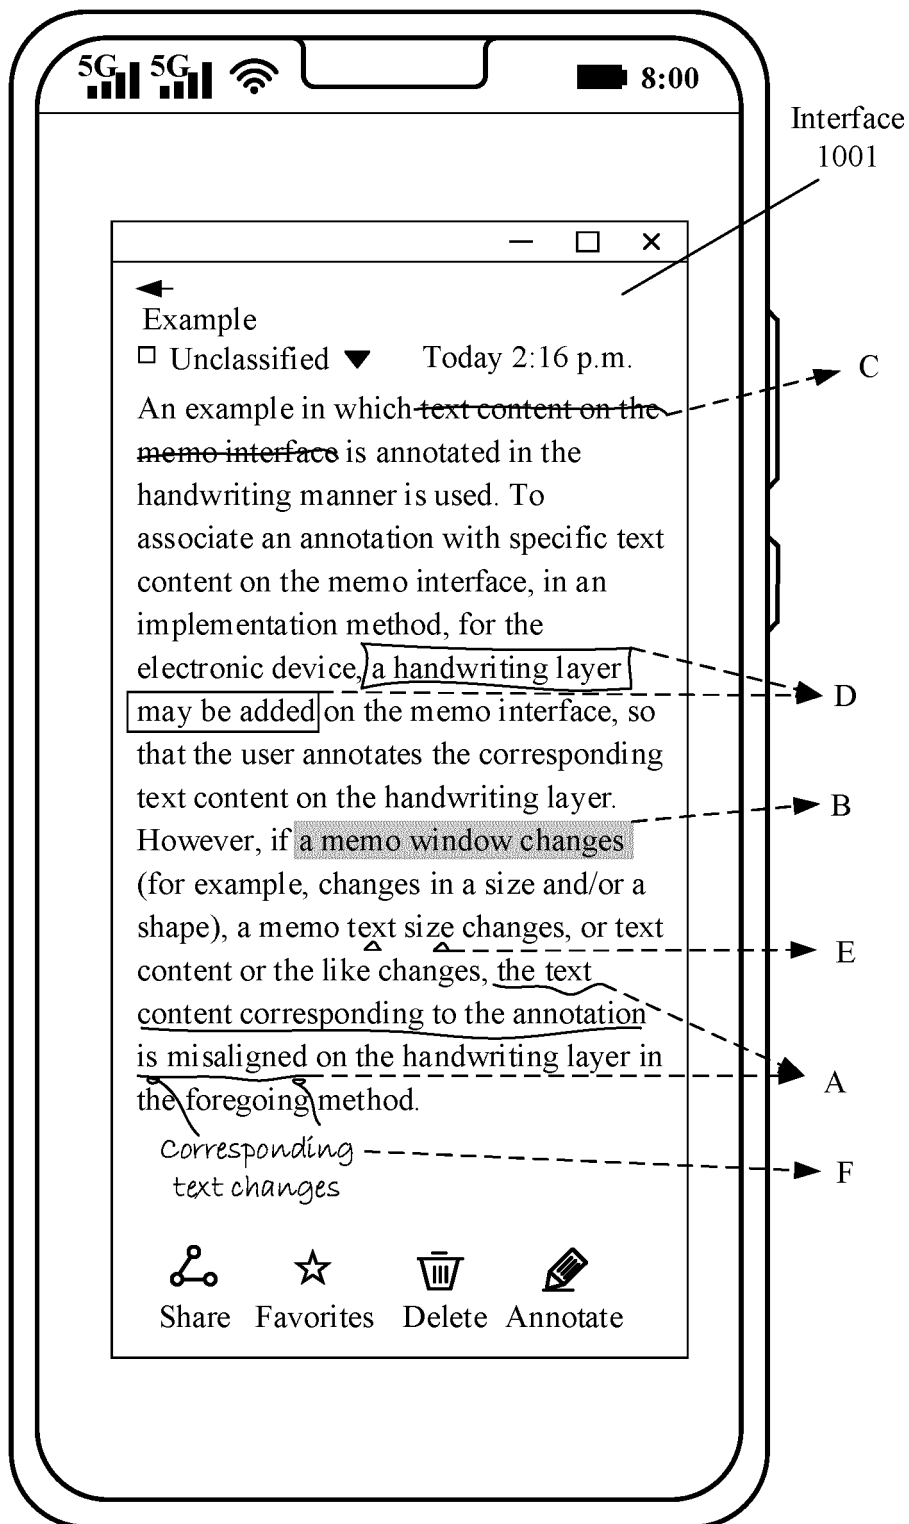 5G 5G 8:00
Interface
1001
Example
Unclassified Today 2:16 p.m.
An example in which text content on the
C
memo interface is annotated in the
handwriting manner is used. To
associate an annotation with specific text
content on the memo interface, in an
implementation method, for the
electronic device, a handwriting layer
D
may be added on the memo interface, so
that the user annotates the corresponding
text content on the handwriting layer.
B
However, if a memo window changes
(for example, changes in a size and/or a
shape), a memo text size changes, or text
E
content or the like changes, the text
content corresponding to the annotation
is misaligned on the handwriting layer in
A
the foregoing method.
Corresponding
F
text changes
Share Favorites Delete Annotate